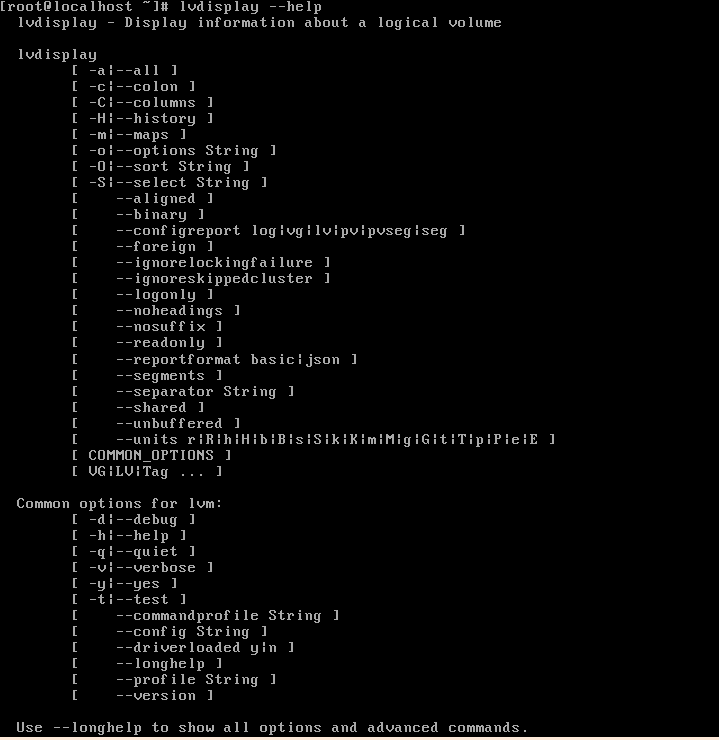 [root@localhost ~]# lvdisplay --help
  lvdisplay - Display information about a logical volume

  lvdisplay
        [ -a|--all ]
        [ -c|--colon ]
        [ -C|--columns ]
        [ -H|--history ]
        [ -m|--maps ]
        [ -o|--options String ]
        [ -O|--sort String ]
        [ -S|--select String ]
        [    --aligned ]
        [    --binary ]
        [    --configreport log|vg|lv|pv|pvseg|seg ]
        [    --foreign ]
        [    --ignorelockingfailure ]
        [    --ignoreskippedcluster ]
        [    --logonly ]
        [    --noheadings ]
        [    --nosuffix ]
        [    --readonly ]
        [    --reportformat basic|json ]
        [    --segments ]
        [    --separator String ]
        [    --shared ]
        [    --unbuffered ]
        [    --units r|R|h|H|b|B|s|S|k|K|m|M|g|G|t|T|p|P|e|E ]
        [ COMMON_OPTIONS ]
        [ VG|LV|Tag ... ]

  Common options for lvm:
        [ -d|--debug ]
        [ -h|--help ]
        [ -q|--quiet ]
        [ -v|--verbose ]
        [ -y|--yes ]
        [ -t|--test ]
        [    --commandprofile String ]
        [    --config String ]
        [    --driverloaded y|n ]
        [    --longhelp ]
        [    --profile String ]
        [    --version ]

  Use --longhelp to show all options and advanced commands.